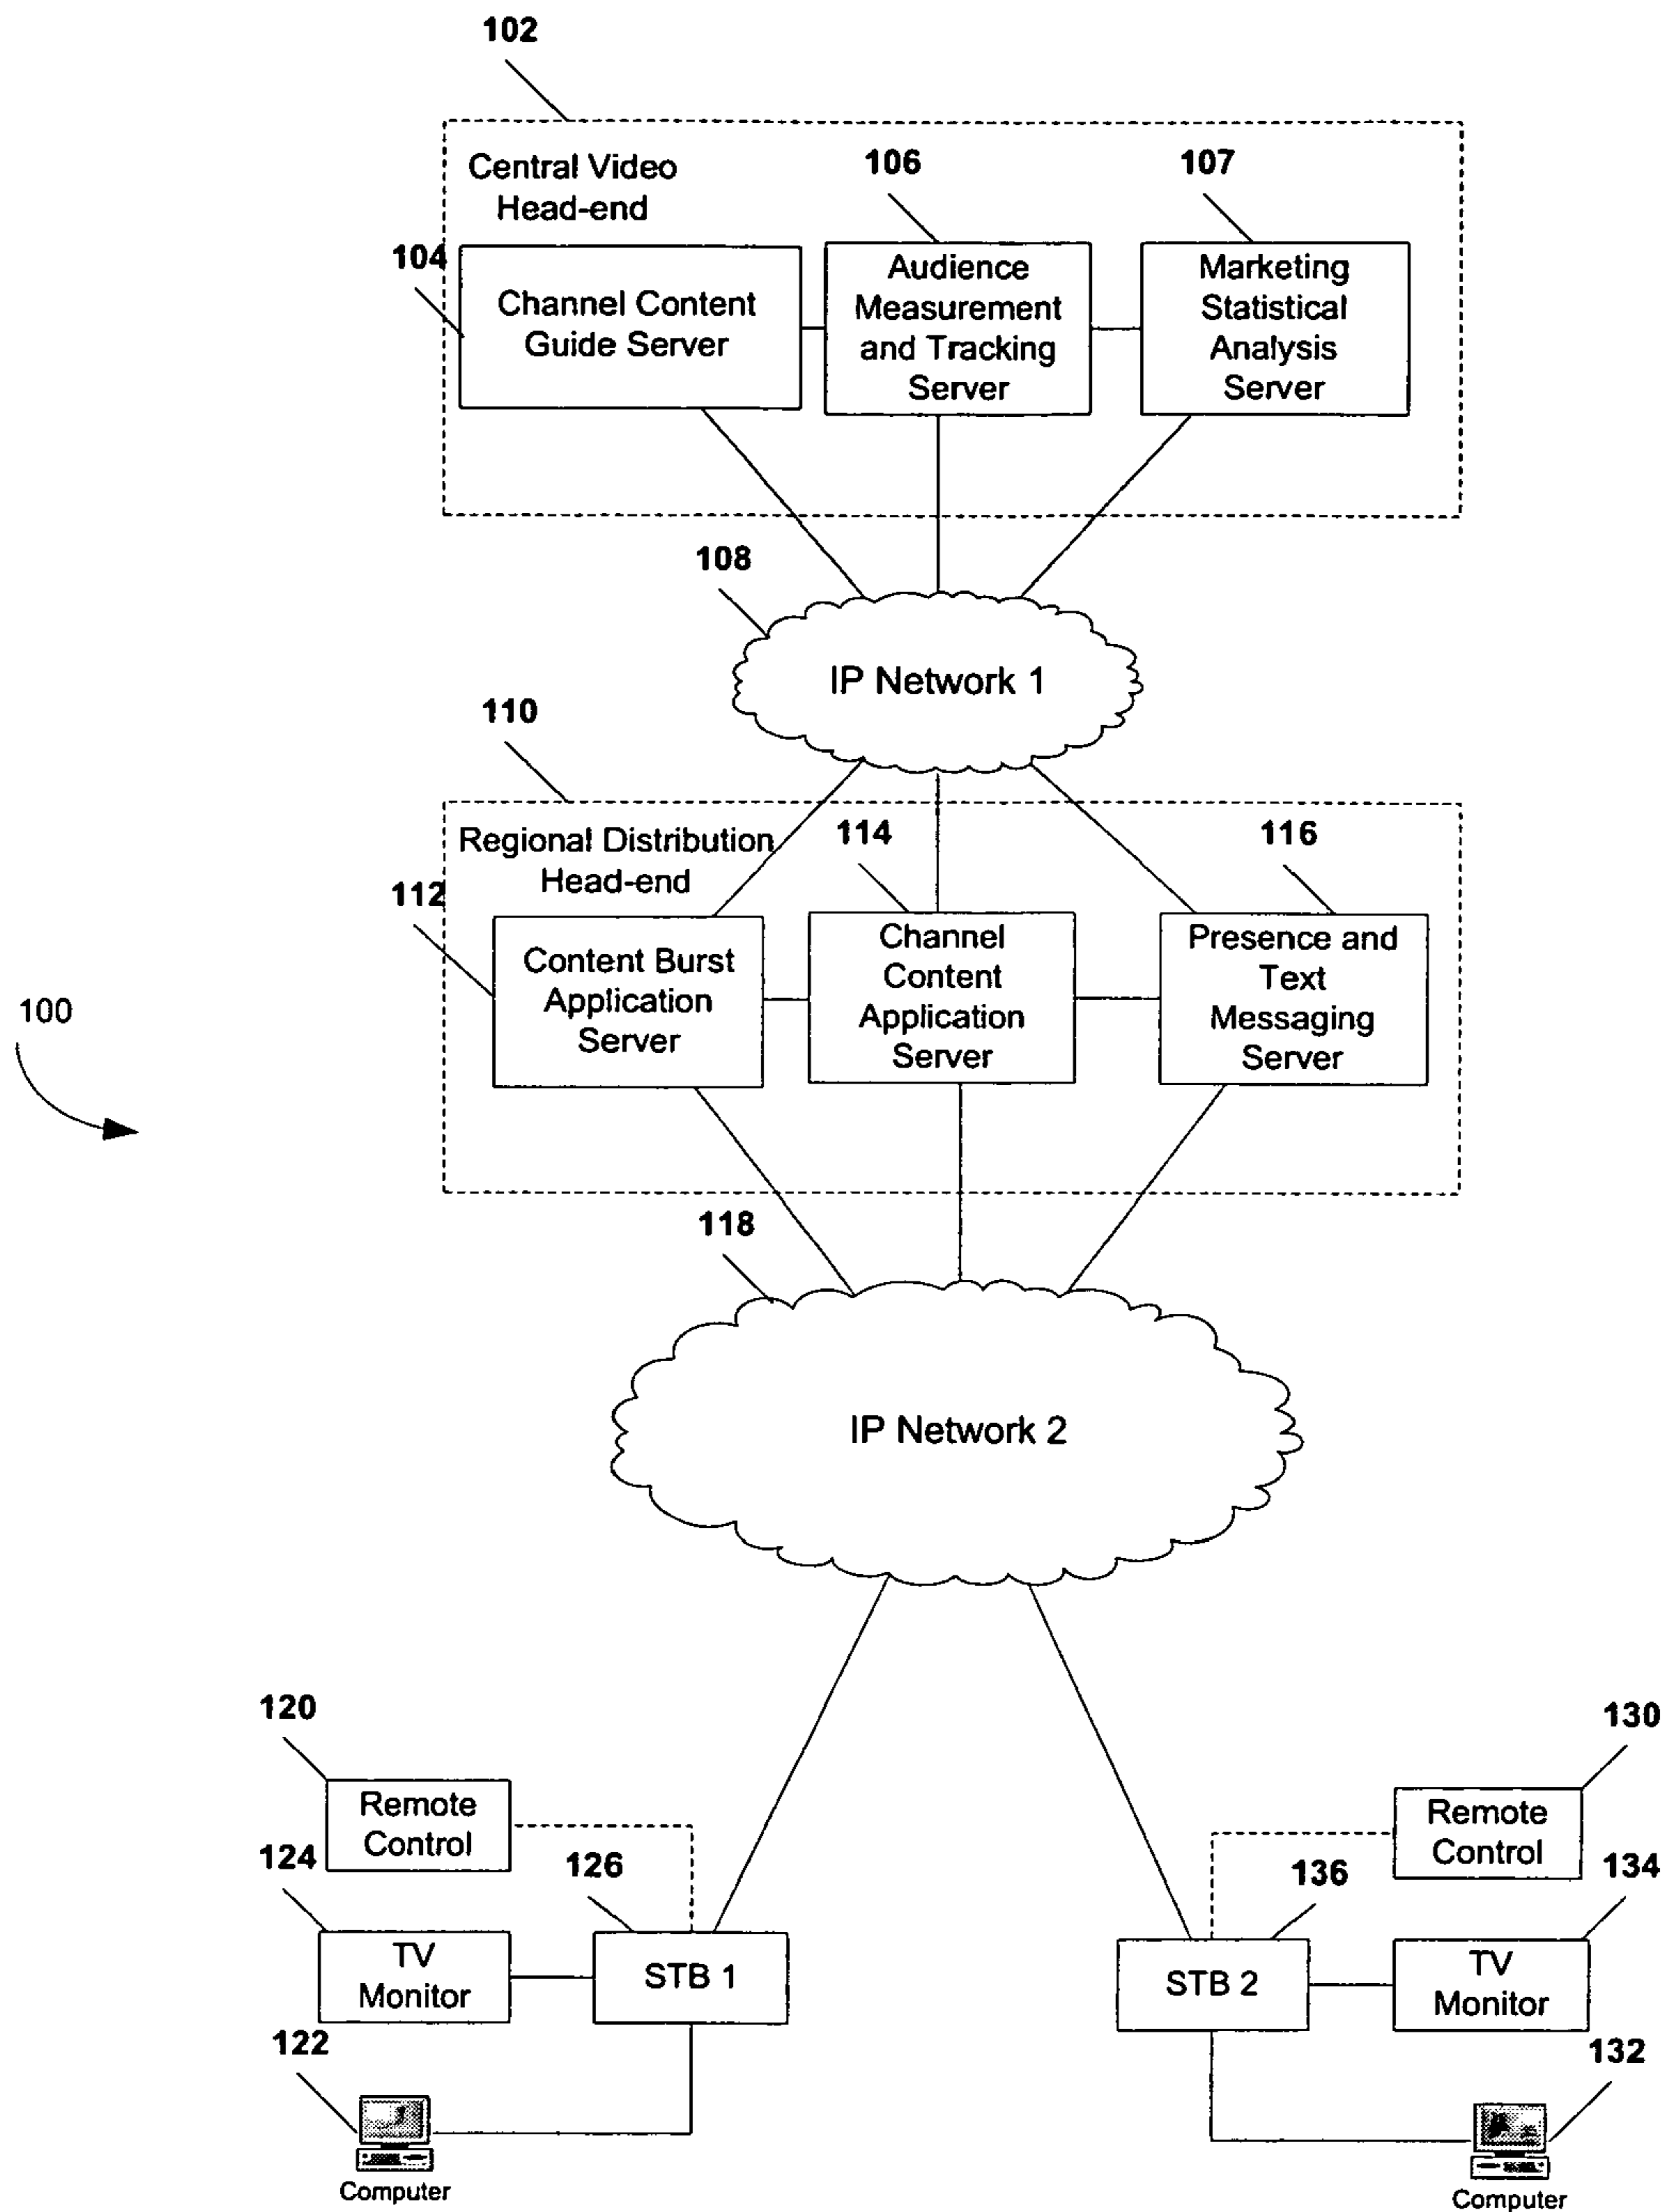 102
Central Video
Head-end
106
107
104
Channel Content
Guide Server
Audience
Measurement
and Tracking
Server
Marketing
Statistical
Analysis
Server
108
IP Network 1
110
Regional Distribution
Head-end
114
116
112
Content Burst
Application
Server
Channel
Content
Application
Server
Presence and
Text
Messaging
Server
100
118
IP Network 2
120
Remote
Control
130
Remote
Control
124
TV
Monitor
126
STB 1
136
STB 2
134
TV
Monitor
122
Computer
132
Computer